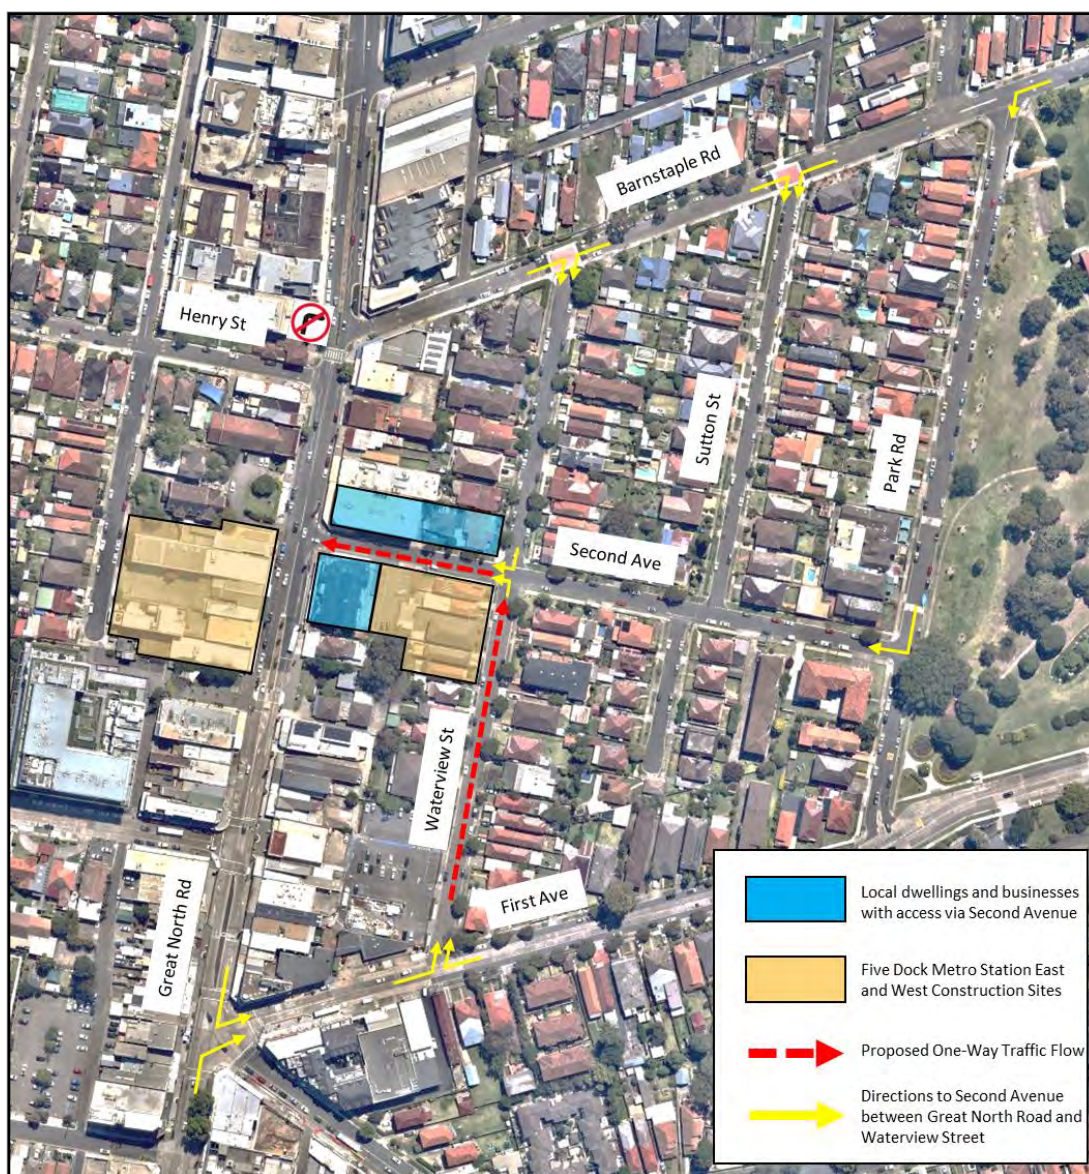 Barnstaple Rd
Henry St
Sutton St
Park Rd
Second Ave
Waterview St
First Ave
Great North Rd
Local dwellings and businesses
with access via Second Avenue
Five Dock Metro Station East
and West Construction Sites
Proposed One-Way Traffic Flow
Directions to Second Avenue
between Great North Road and
Waterview Street